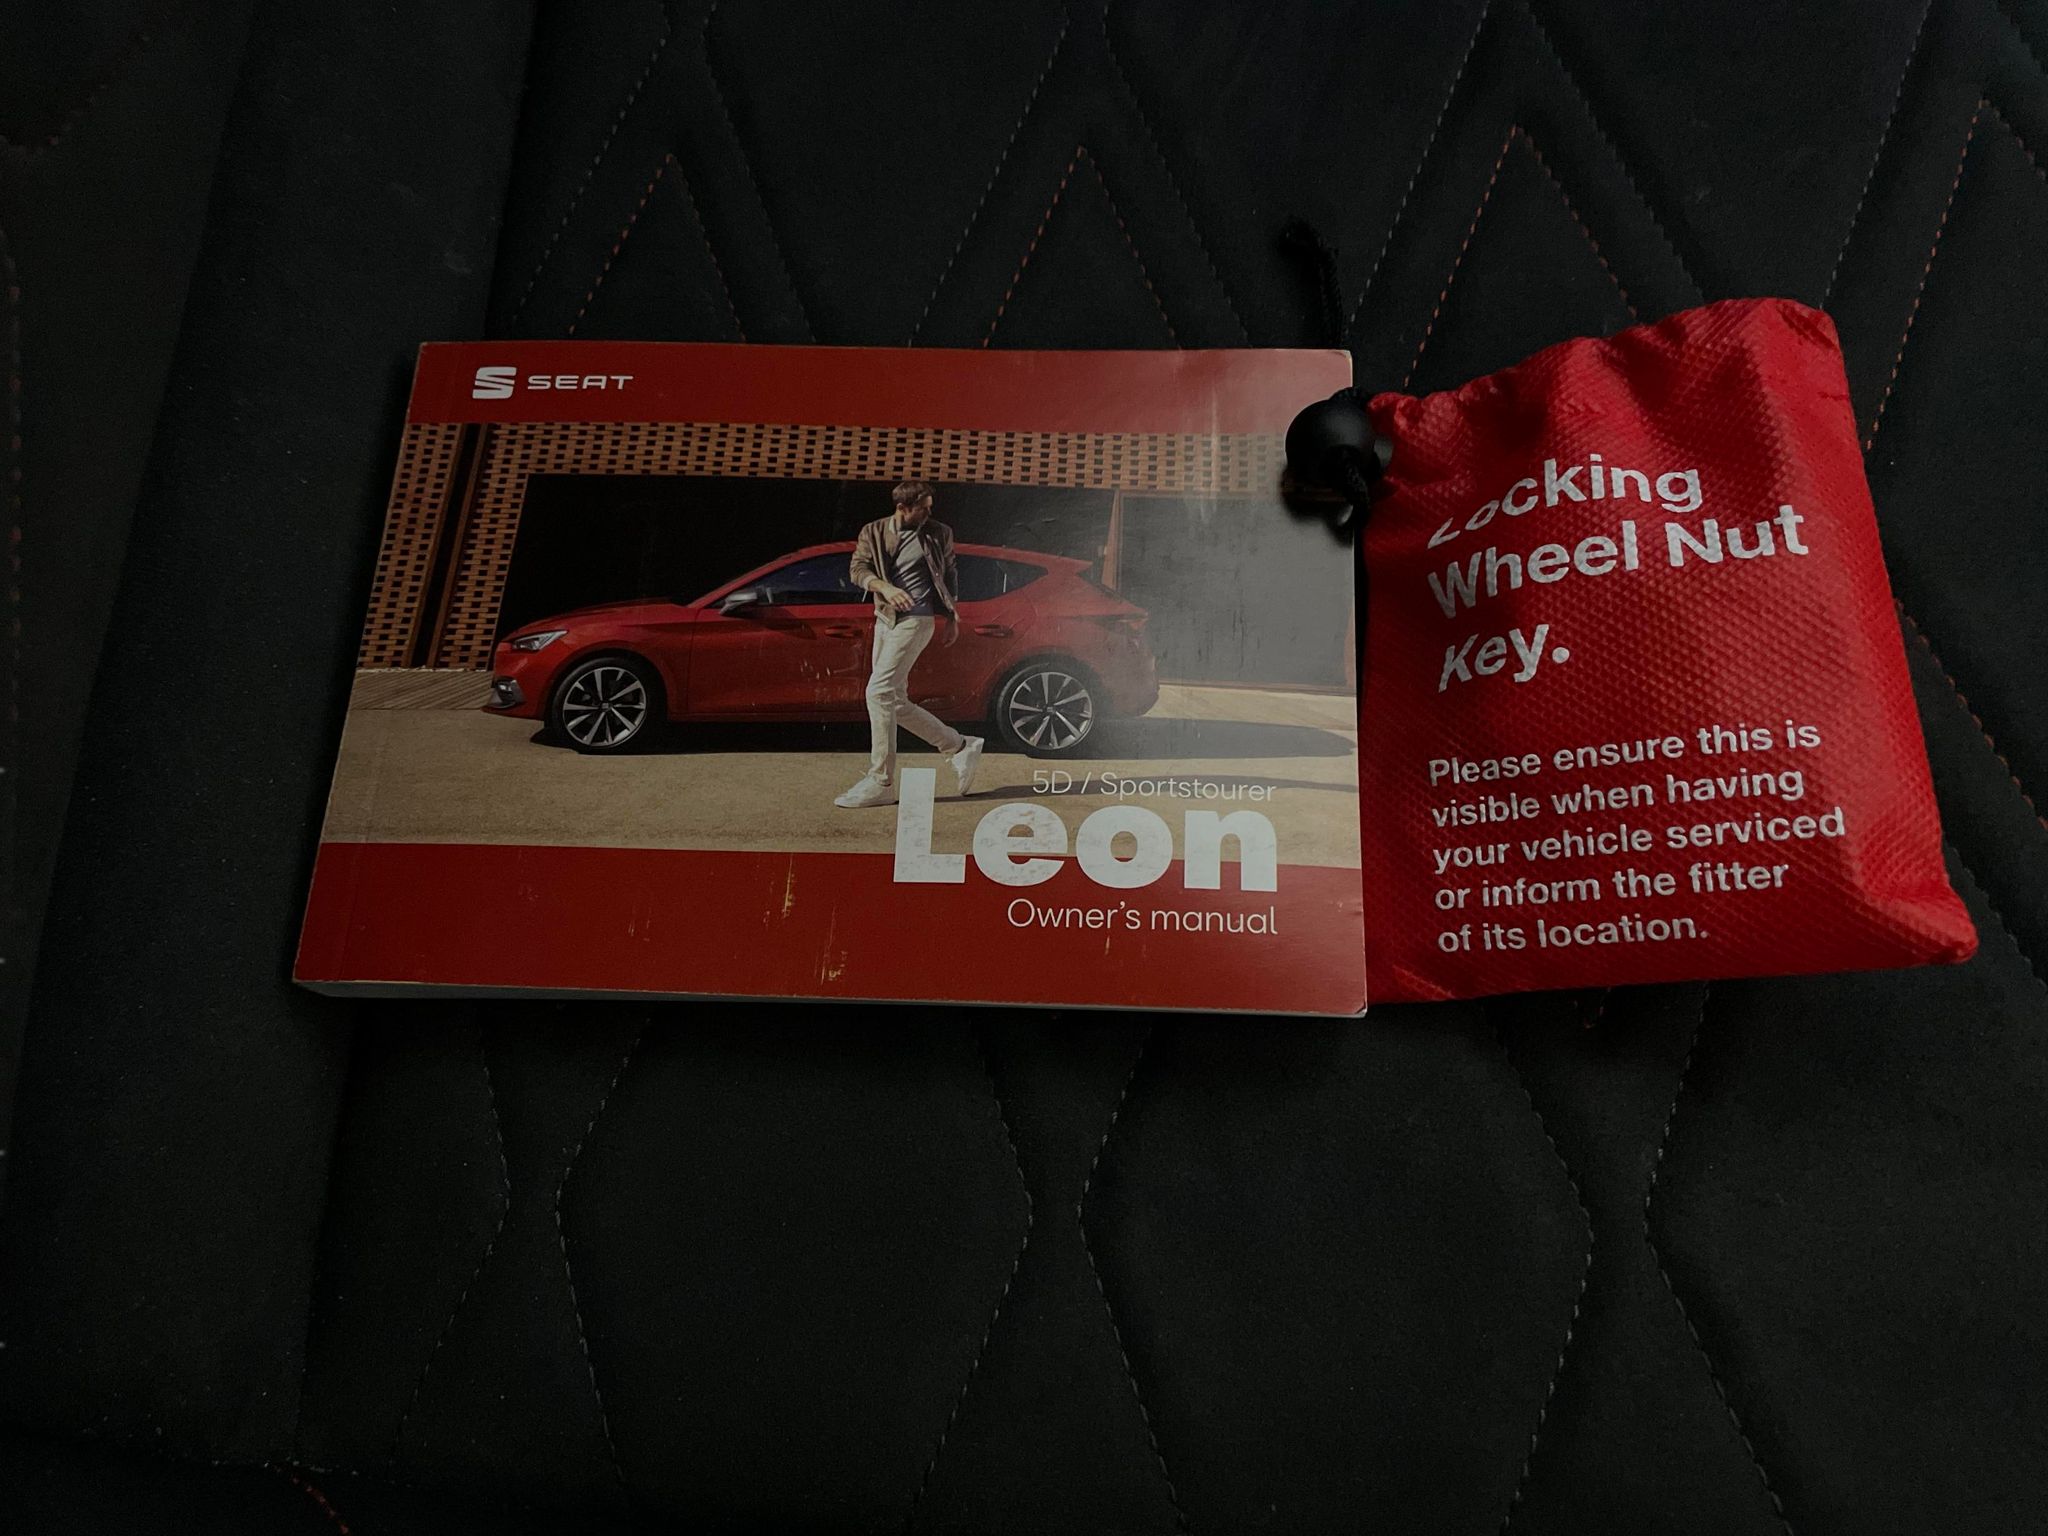 SEAT
5D / Sportstourer
Leon
Owner's manual
Locking
Wheel Nut
Key.
Please ensure this is
visible when having
your vehicle serviced
or inform the fitter
of its location.